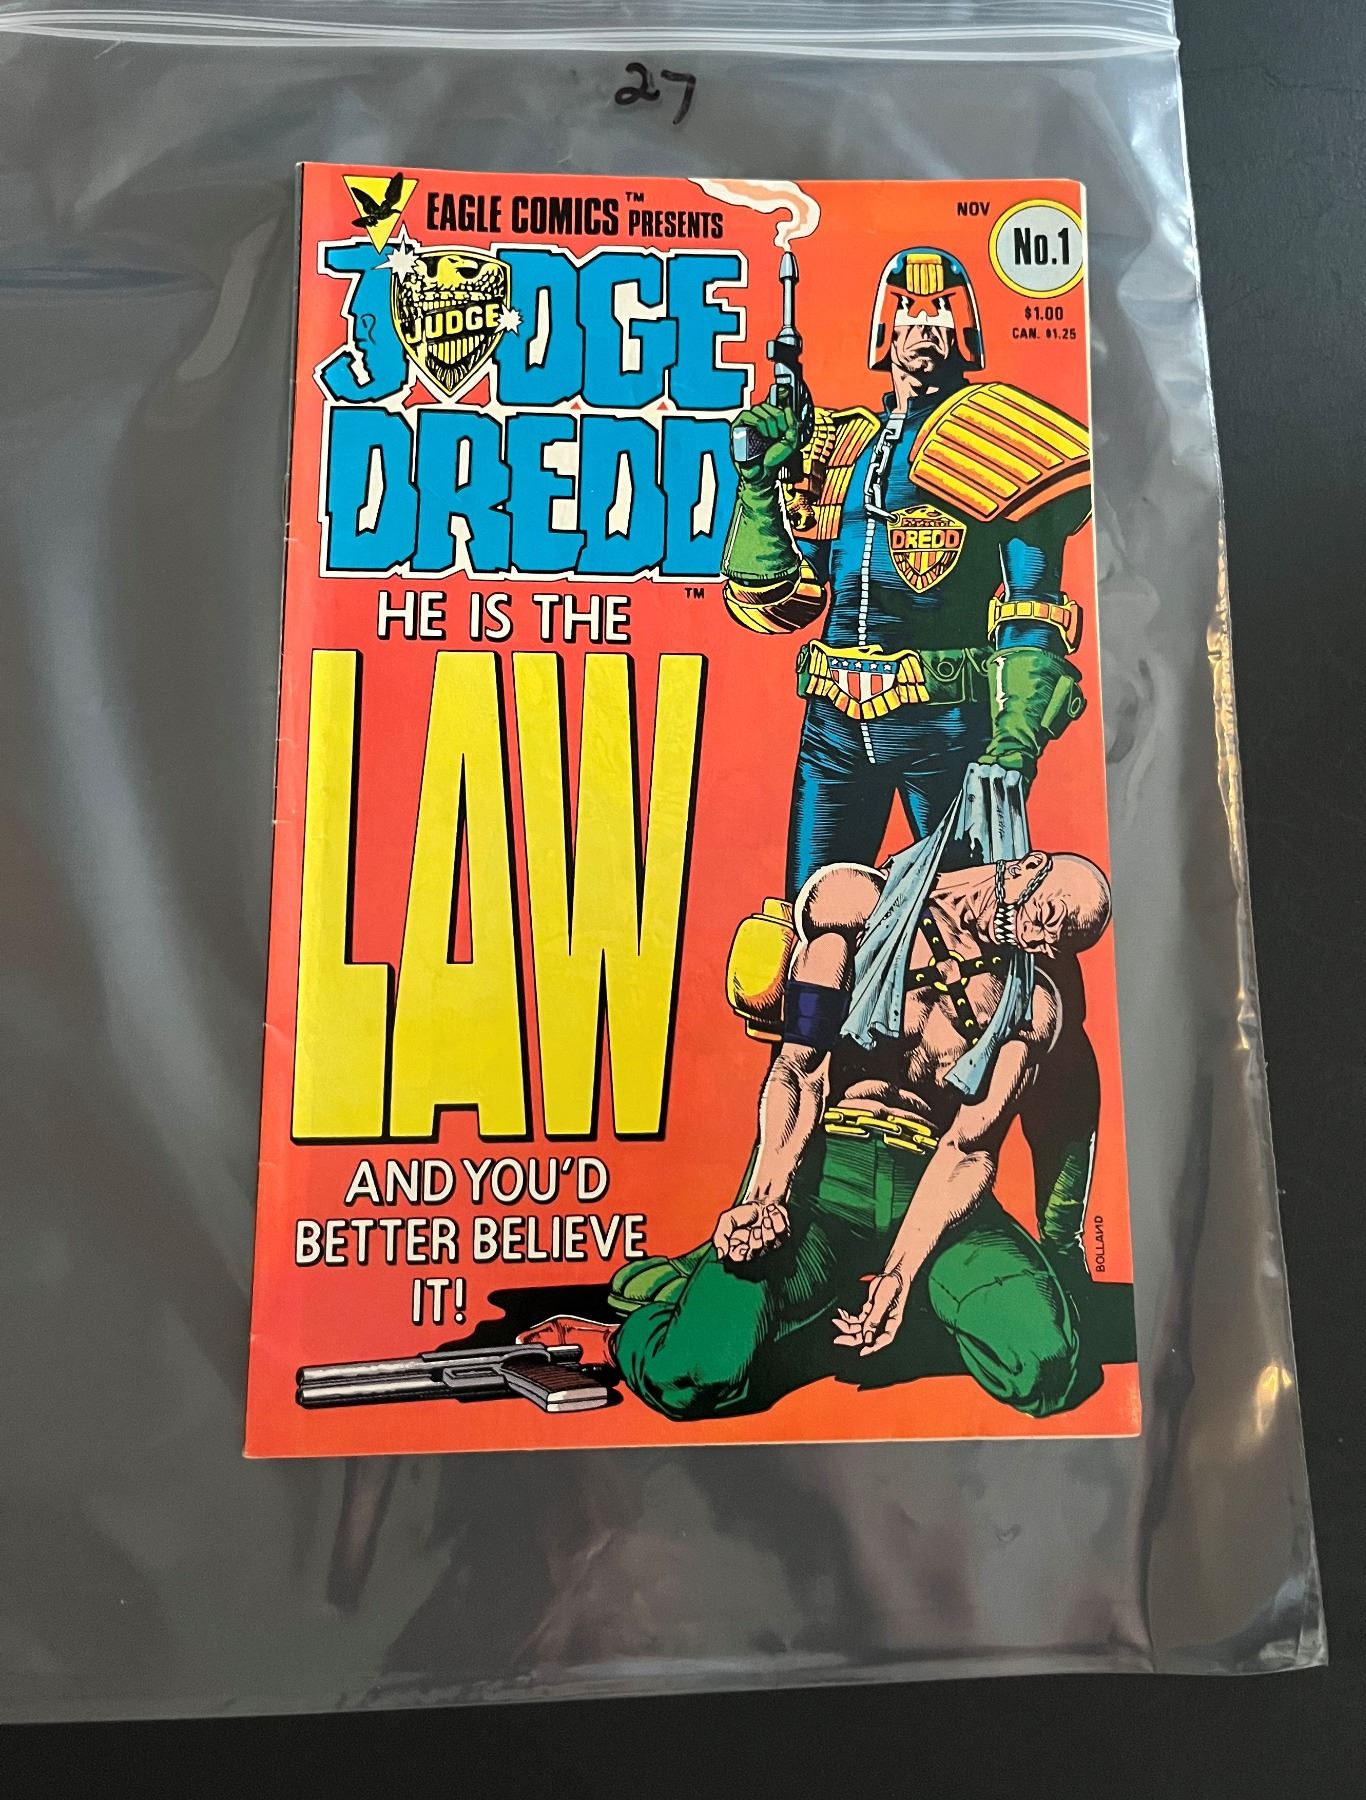 27
EAGLE COMICS™ PRESENTS
NOV
No.1
$1.00
CAN. $1.25
JUDGE
JUDGE
DREDD
TM
DREDD
HE IS THE
LAW
AND YOU'D
BETTER BELIEVE
IT!
BOLLAND